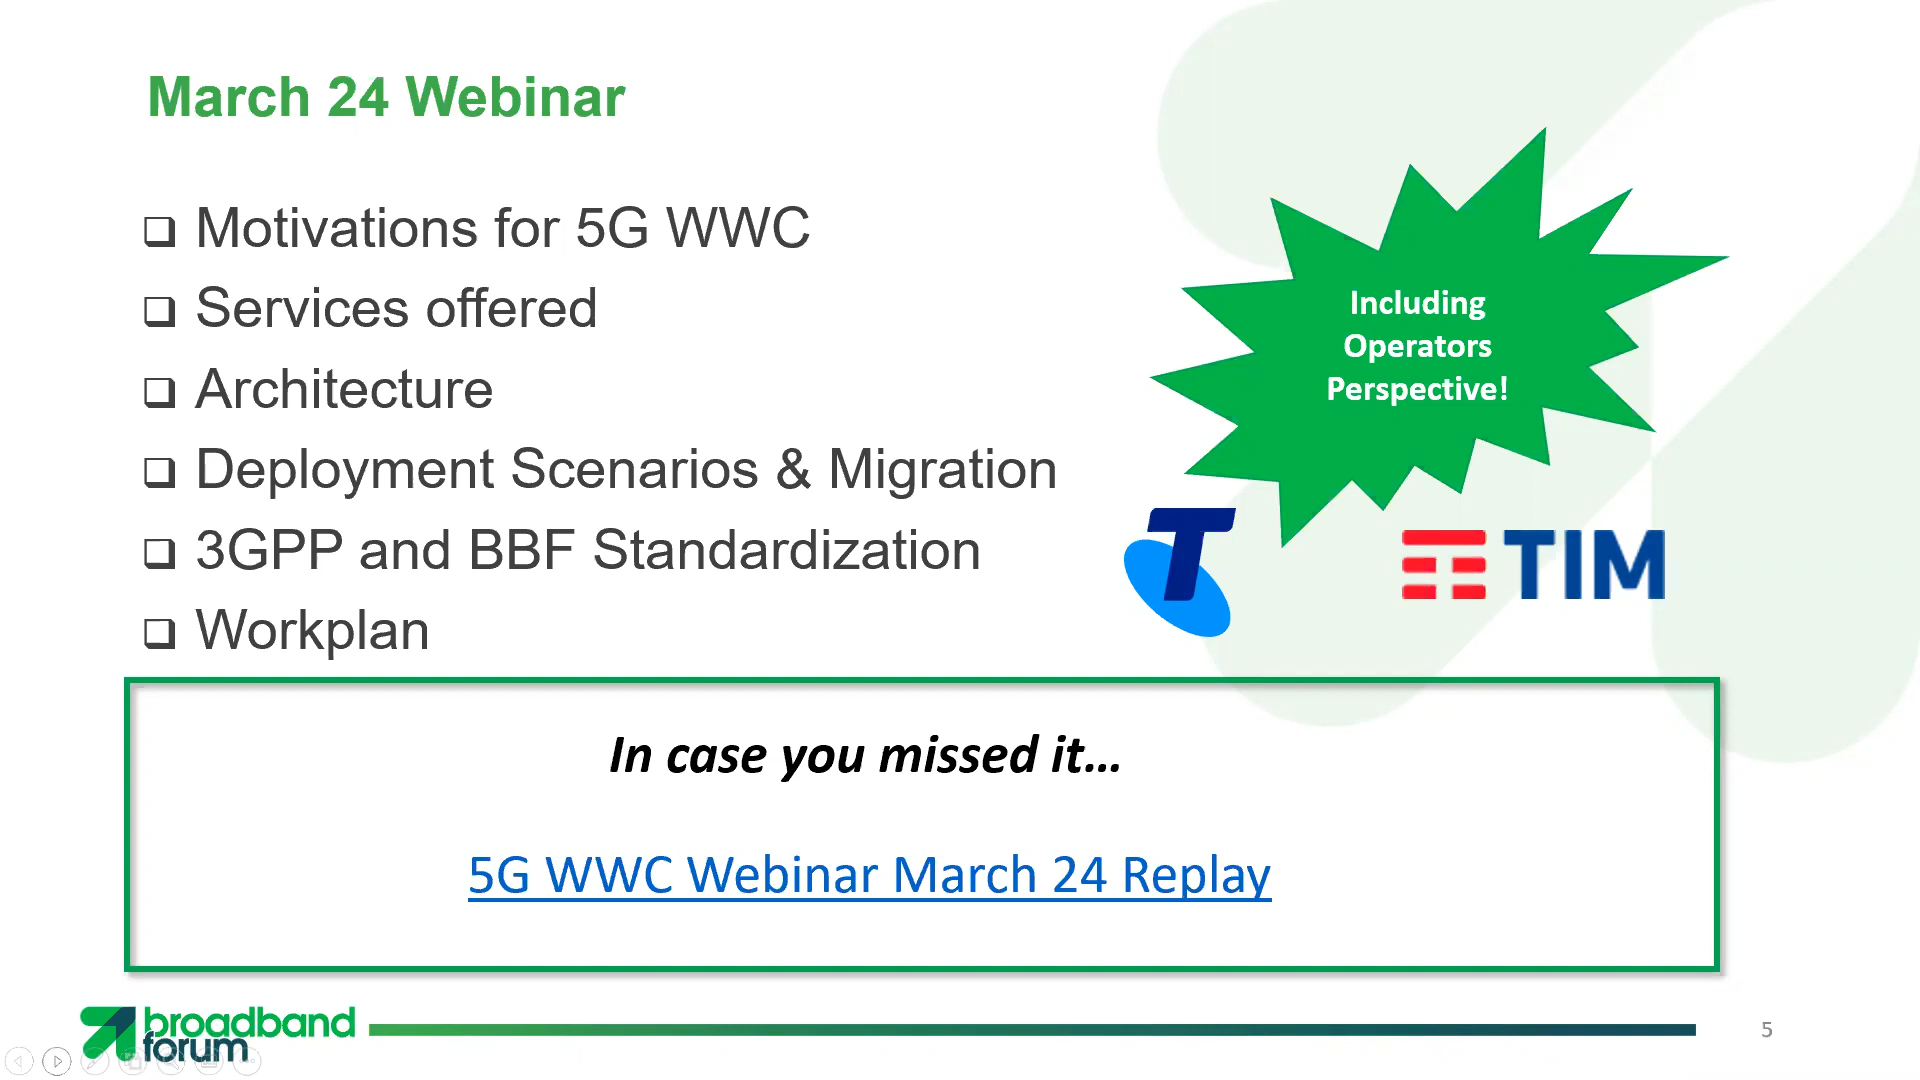 March 24 Webinar
Motivations for 5G WWC
Services offered
Architecture
Deployment Scenarios & Migration
3GPP and BBF Standardization
Workplan
Including
Operators
Perspective!
T
TIM
In case you missed it...
5G WWC Webinar March 24 Replay
broadband
forum
5